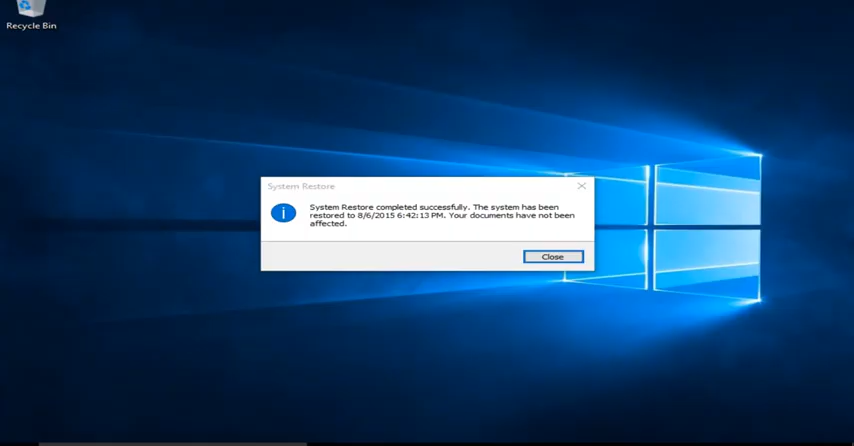 Recycle Bin
System Restore
System Restore completed successfully. The system has been
restored to 8/6/2015 6:42:13 PM. Your documents have not been
affected.
Close